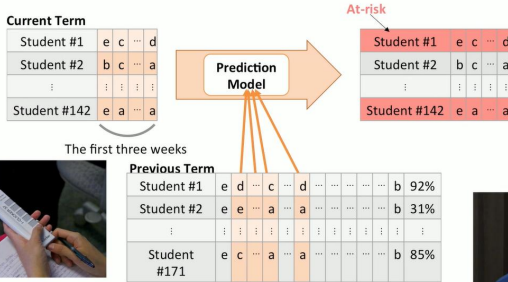 At-risk
Current Term
Student #1 e c ... d
Student #2 b c ... a
⋮ ⋮ ⋮ ⋮ ⋮
Student #142 e a ... a
The first three weeks
Prediction
Model
Student #1 e c ... d
Student #2 b c ... a
⋮ ⋮ ⋮ ⋮ ⋮
Student #142 e a ... a
Previous Term
Student #1 e d ... c ... d ... ... ... ... b 92%
Student #2 e e ... a ... a ... ... ... ... b 31%
⋮ ⋮ ⋮ ⋮ ⋮ ⋮ ⋮ ⋮ ⋮ ⋮ ⋮ ⋮ ⋮
Student
#171 e c ... a ... a ... ... ... ... b 85%